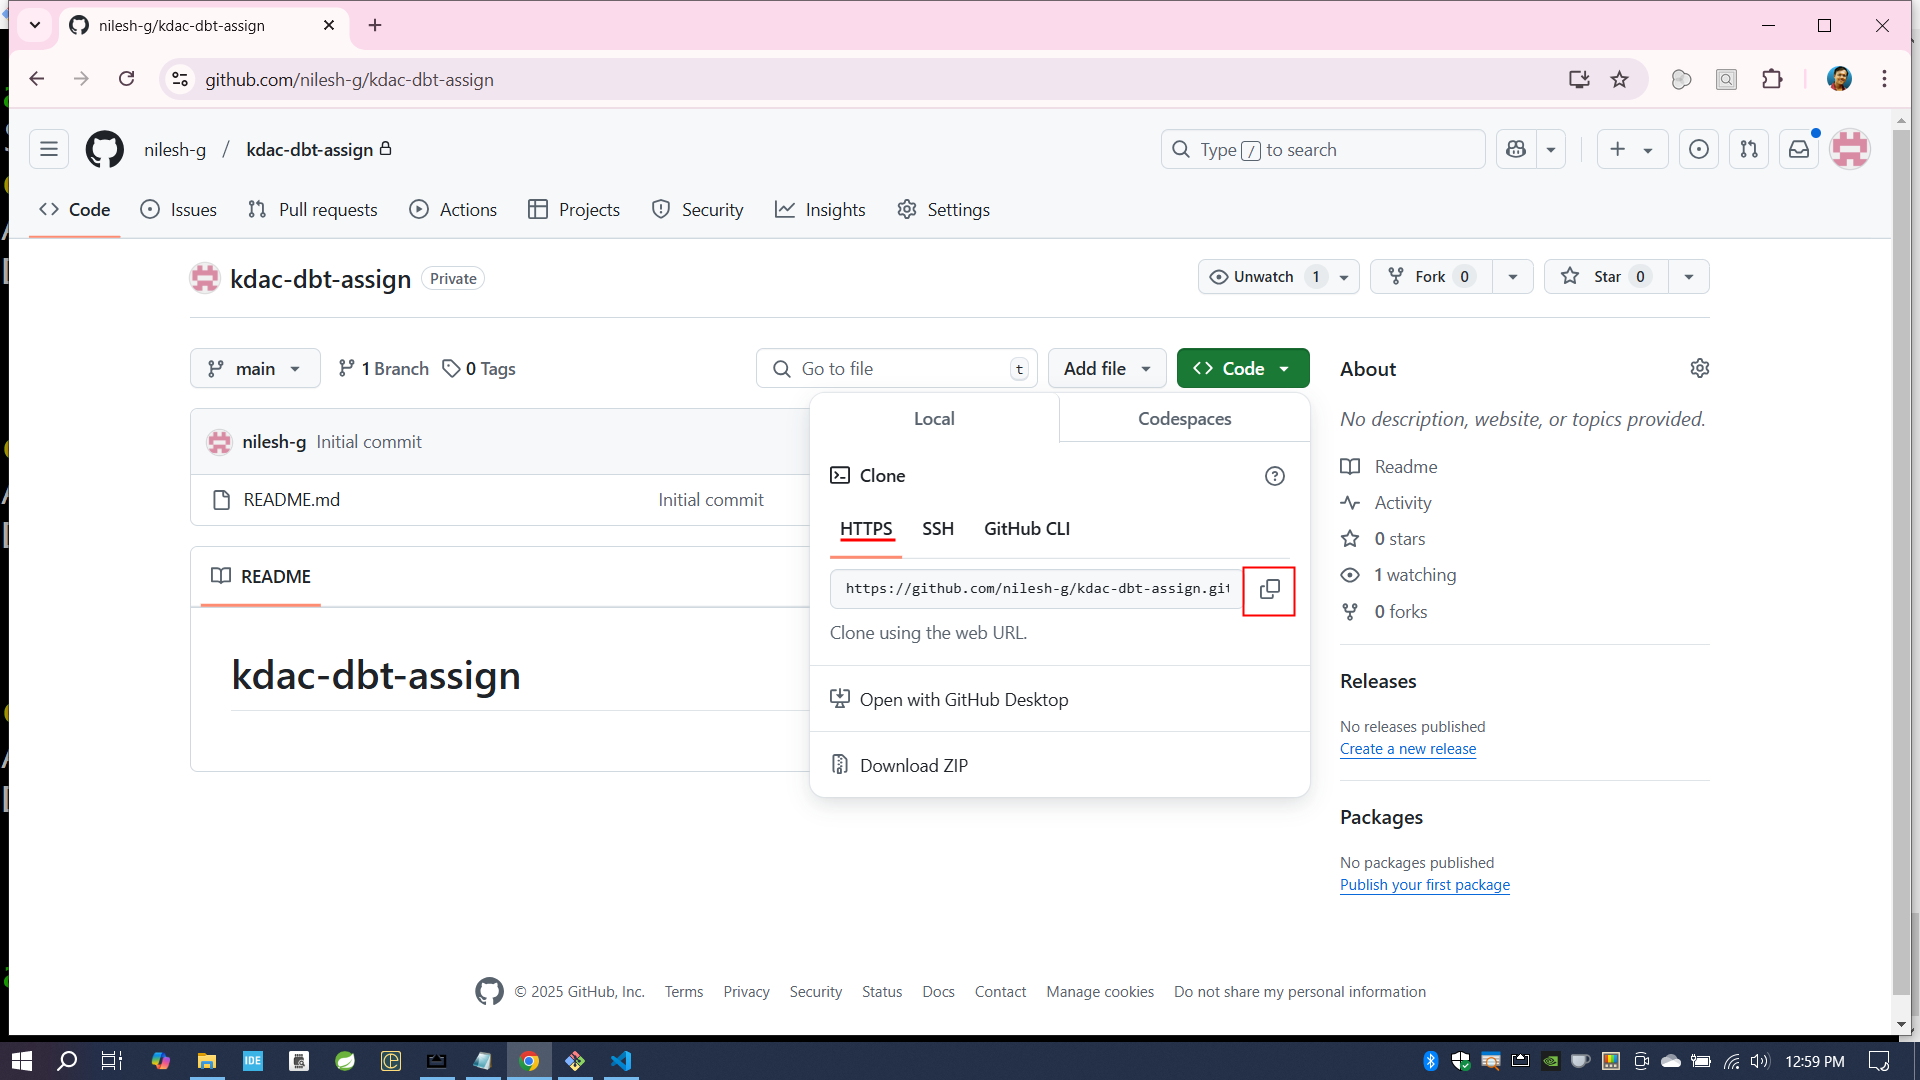 nilesh-g/kdac-dbt-assign
github.com/nilesh-g/kdac-dbt-assign
nilesh-g / kdac-dbt-assign
Type / to search
Code Issues Pull requests Actions Projects Security Insights Settings
kdac-dbt-assign Private
Unwatch 1 Fork 0 Star 0
main 1 Branch 0 Tags
Go to file t Add file Code
About
No description, website, or topics provided.
Readme
Activity
0 stars
1 watching
0 forks
Releases
No releases published
Create a new release
Packages
No packages published
Publish your first package
nilesh-g Initial commit
README.md Initial commit
README
kdac-dbt-assign
Local Codespaces
Clone
HTTPS SSH GitHub CLI
https://github.com/nilesh-g/kdac-dbt-assign.git
Clone using the web URL.
Open with GitHub Desktop
Download ZIP
© 2025 GitHub, Inc. Terms Privacy Security Status Docs Contact Manage cookies Do not share my personal information
IDE
12:59 PM